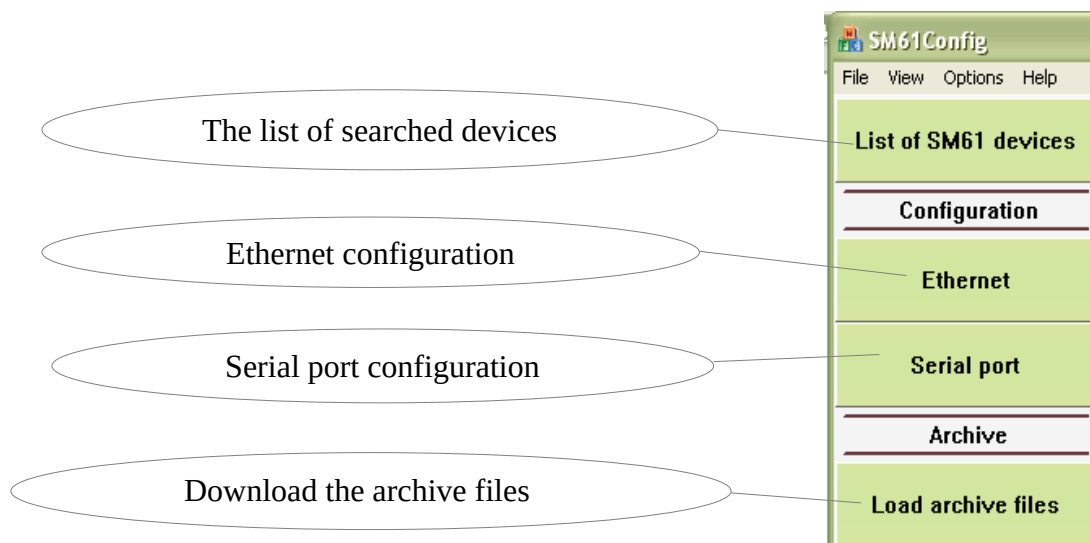 SM61Config
File View Options Help
The list of searched devices
List of SM61 devices
Configuration
Ethernet configuration
Ethernet
Serial port configuration
Serial port
Archive
Download the archive files
Load archive files